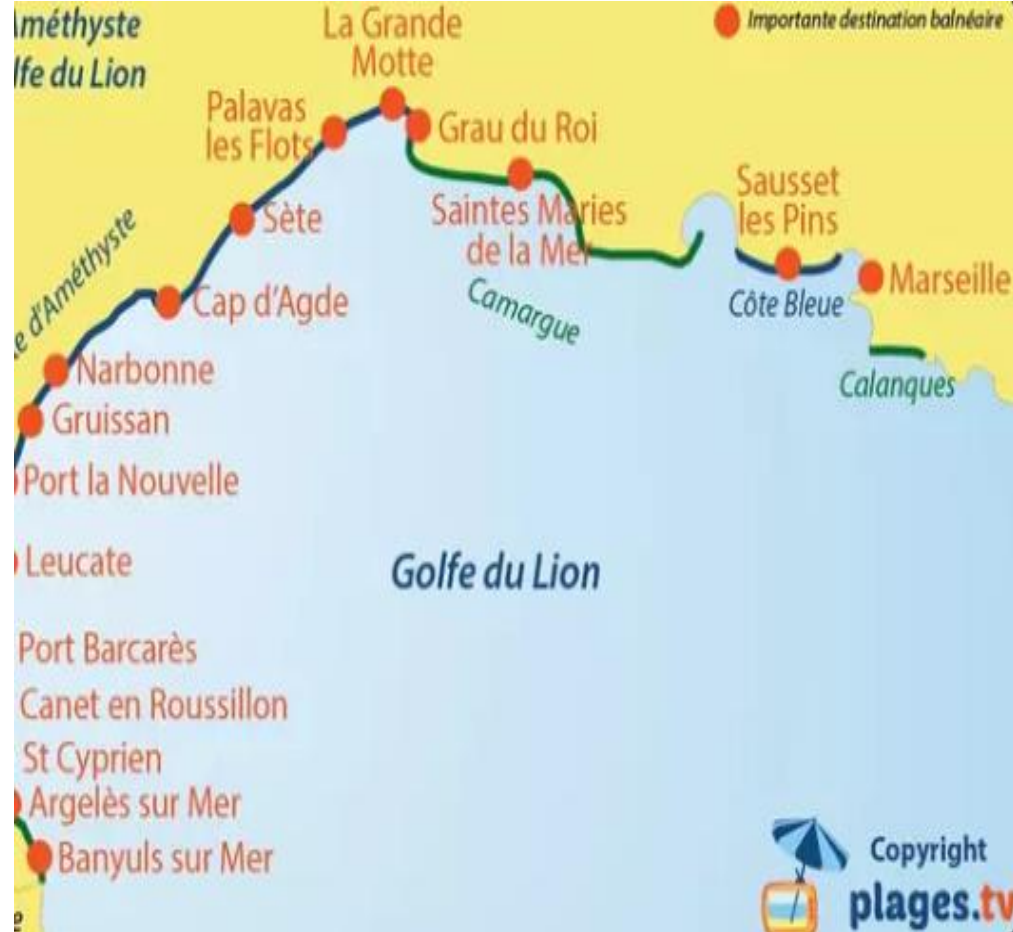 Améthyste
lfe du Lion
La Grande
Motte
Importante destination balnéaire
Palavas
les Flots
Grau du Roi
Sète
Saintes Maries
de la Mer
Sausset
les Pins
Marseille
Côte Bleue
Camargue
Calanques
e d'Améthyste
Cap d'Agde
Narbonne
Gruissan
Port la Nouvelle
Leucate
Golfe du Lion
Port Barcarès
Canet en Roussillon
St Cyprien
Argelès sur Mer
Banyuls sur Mer
e
Copyright
plages.tv